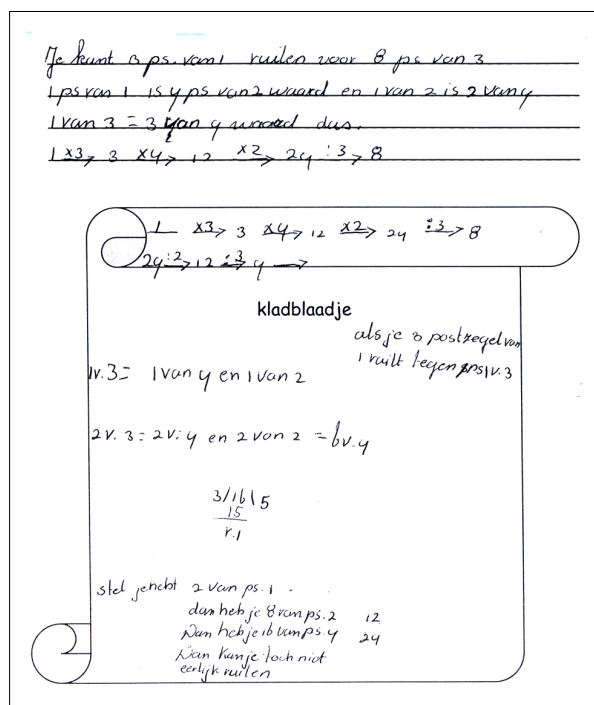 Je kunt 3 ps. van 1 ruilen voor 8 ps van 3
1 ps van 1 is 4 ps van 2 waard en 1 van 2 is 2 van 4
1 van 3 = 3 van 4 waard dus.
1 x3→ 3 x4→ 12 x2→ 24 :3→ 8
1 x3→ 3 x4→ 12 x2→ 24 :3→ 8
24 :2→ 12 :3→ 4 →
kladblaadje
als je 3 postzegel van
1 ruilt tegen ps 1 v. 3
1v. 3 = 1 van 4 en 1 van 2
2 v. 3 = 2 v. 4 en 2 van 2 = 6 v. 4
3/16\5
15
r.1
stel je hebt 2 van ps. 1.
dan heb je 8 van ps. 2 12
Dan heb je 16 van ps. 4 24
Dan kan je toch niet
eerlijk ruilen